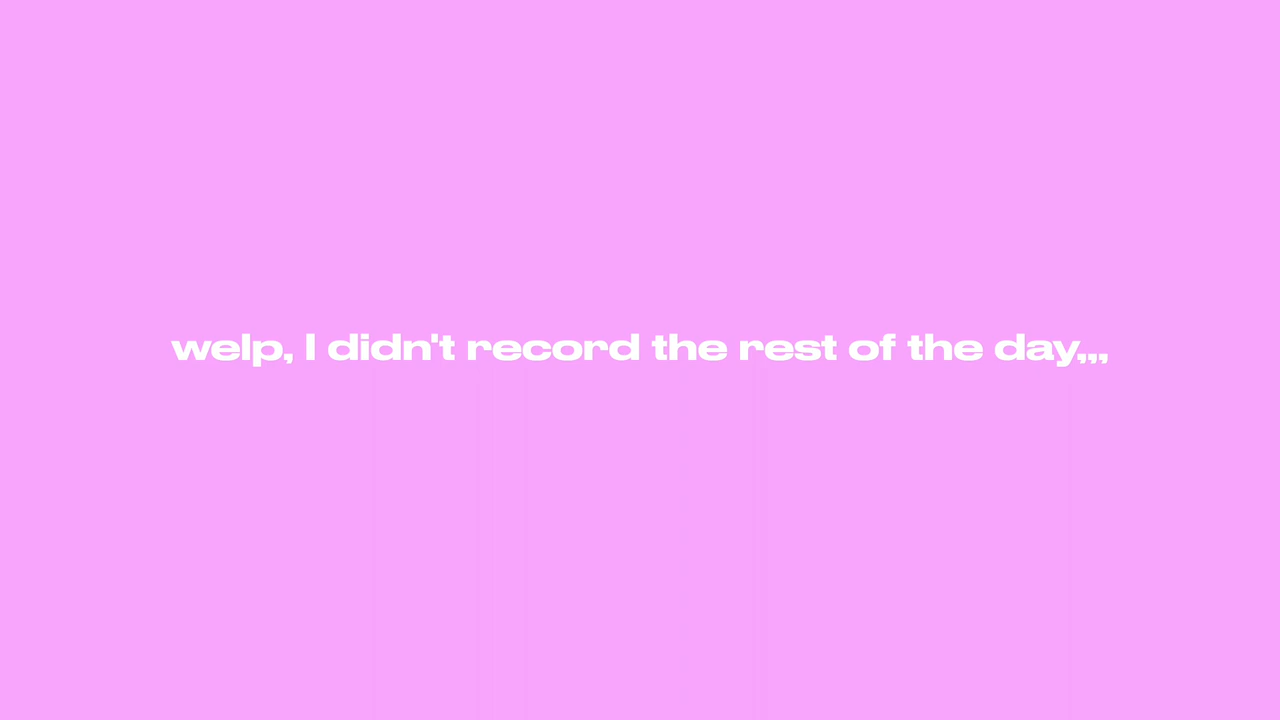 welp, I didn't record the rest of the day,,,